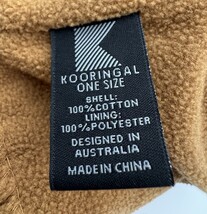 KOORINGAL
ONE SIZE
SHELL:
100%COTTON
LINING:
100%POLYESTER
DESIGNED IN
AUSTRALIA
MADE IN CHINA